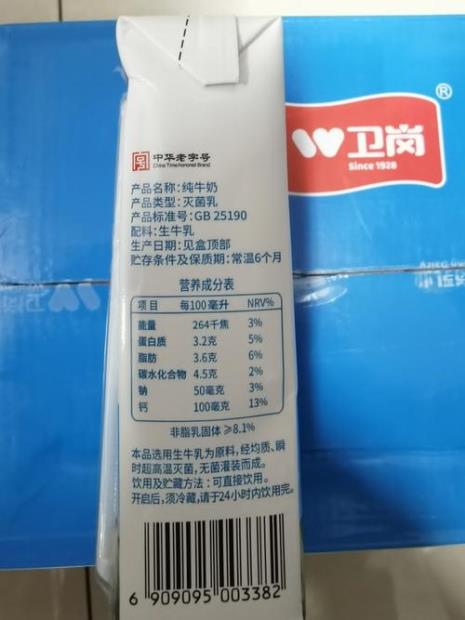 卫岗
®
Since 1928
中华老字号
China Time-honored Brand
产品名称:纯牛奶
产品类型:灭菌乳
产品标准号:GB 25190
配料:生牛乳
生产日期:见盒顶部
贮存条件及保质期:常温6个月
营养成分表
项目 每100毫升 NRV%
能量 264千焦 3%
蛋白质 3.2克 5%
脂肪 3.6克 6%
碳水化合物 4.5克 2%
钠 50毫克 3%
钙 100毫克 13%
非脂乳固体 ≥8.1%
本品选用生牛乳为原料,经均质、瞬
时超高温灭菌,无菌灌装而成。
饮用及贮藏方法:可直接饮用。
开启后,须冷藏,请于24小时内饮用完。
6 909095 003382